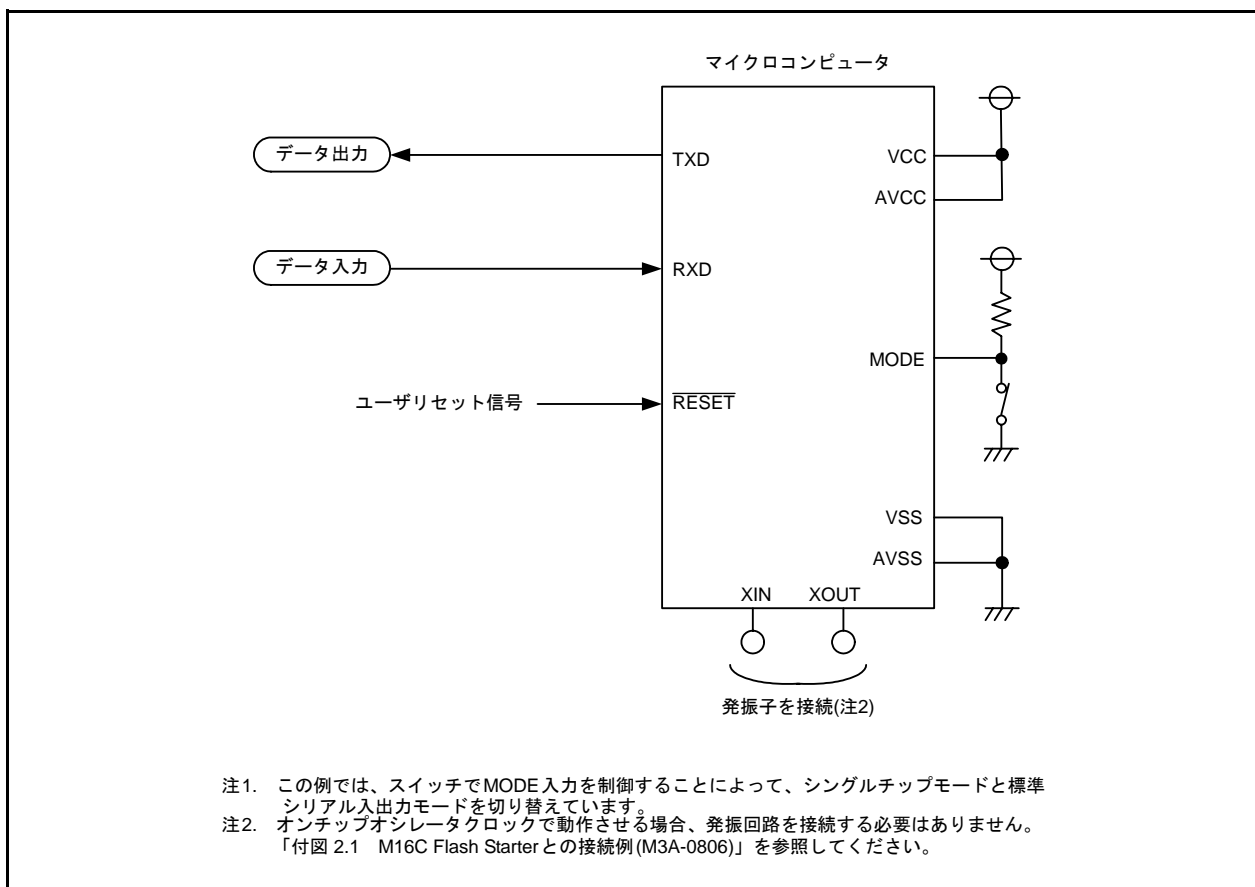 マイクロコンピュータ
データ出力
TXD
VCC
AVCC
データ入力
RXD
MODE
ユーザリセット信号
RESET
VSS
AVSS
XIN XOUT
発振子を接続(注2)
注1. この例では、スイッチでMODE入力を制御することによって、シングルチップモードと標準
シリアル入出力モードを切り替えています。
注2. オンチップオシレータクロックで動作させる場合、発振回路を接続する必要はありません。
「付図 2.1 M16C Flash Starterとの接続例(M3A-0806)」を参照してください。